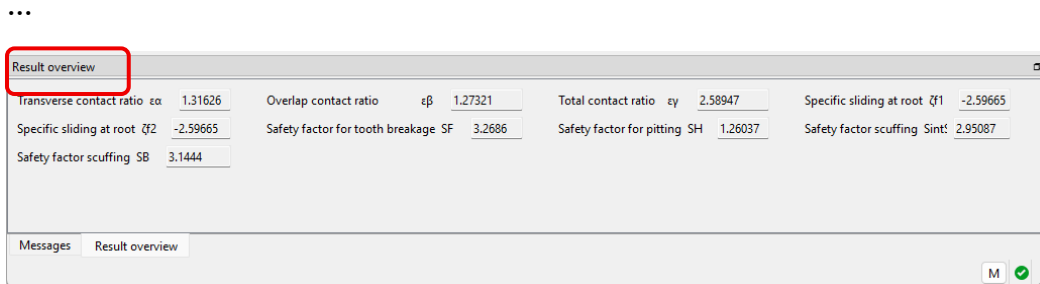 ...
Result overview
Transverse contact ratio εα 1.31626 Overlap contact ratio εβ 1.27321 Total contact ratio εγ 2.58947 Specific sliding at root ζf1 -2.59665
Specific sliding at root ζf2 -2.59665 Safety factor for tooth breakage SF 3.2686 Safety factor for pitting SH 1.26037 Safety factor scuffing SintS 2.95087
Safety factor scuffing SB 3.1444
Messages Result overview
M